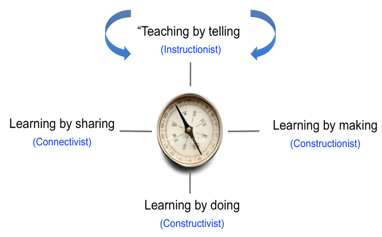 “Teaching by telling
(Instructionist)
Learning by sharing
(Connectivist)
Learning by making
(Constructionist)
Learning by doing
(Constructivist)